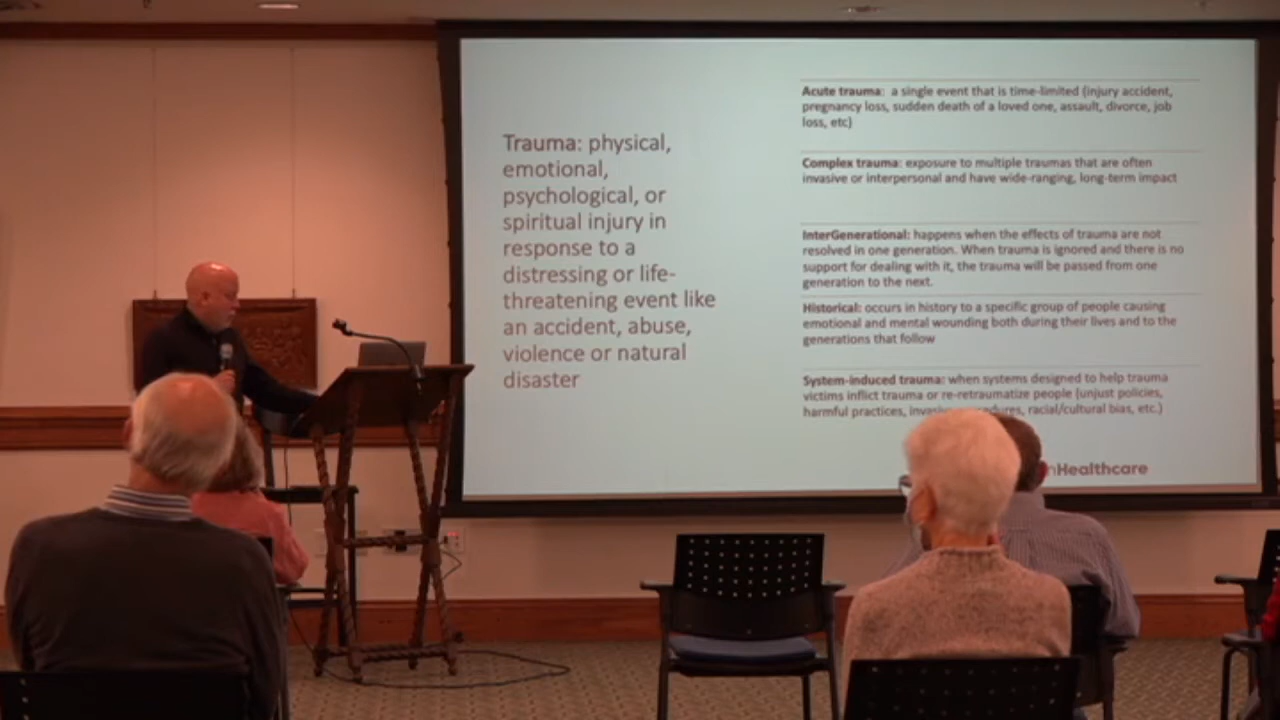 Trauma: physical,
emotional,
psychological, or
spiritual injury in
response to a
distressing or life-
threatening event like
an accident, abuse,
violence or natural
disaster
Acute trauma: a single event that is time-limited (injury accident,
pregnancy loss, sudden death of a loved one, assault, divorce, job
loss, etc)
Complex trauma: exposure to multiple traumas that are often
invasive or interpersonal and have wide-ranging, long-term impact
InterGenerational: happens when the effects of trauma are not
resolved in one generation. When trauma is ignored and there is no
support for dealing with it, the trauma will be passed from one
generation to the next.
Historical: occurs in history to a specific group of people causing
emotional and mental wounding both during their lives and to the
generations that follow
System-induced trauma: when systems designed to help trauma
victims inflict trauma or re-retraumatize people (unjust policies,
harmful practices, racial/cultural bias, etc.)
Healthcare